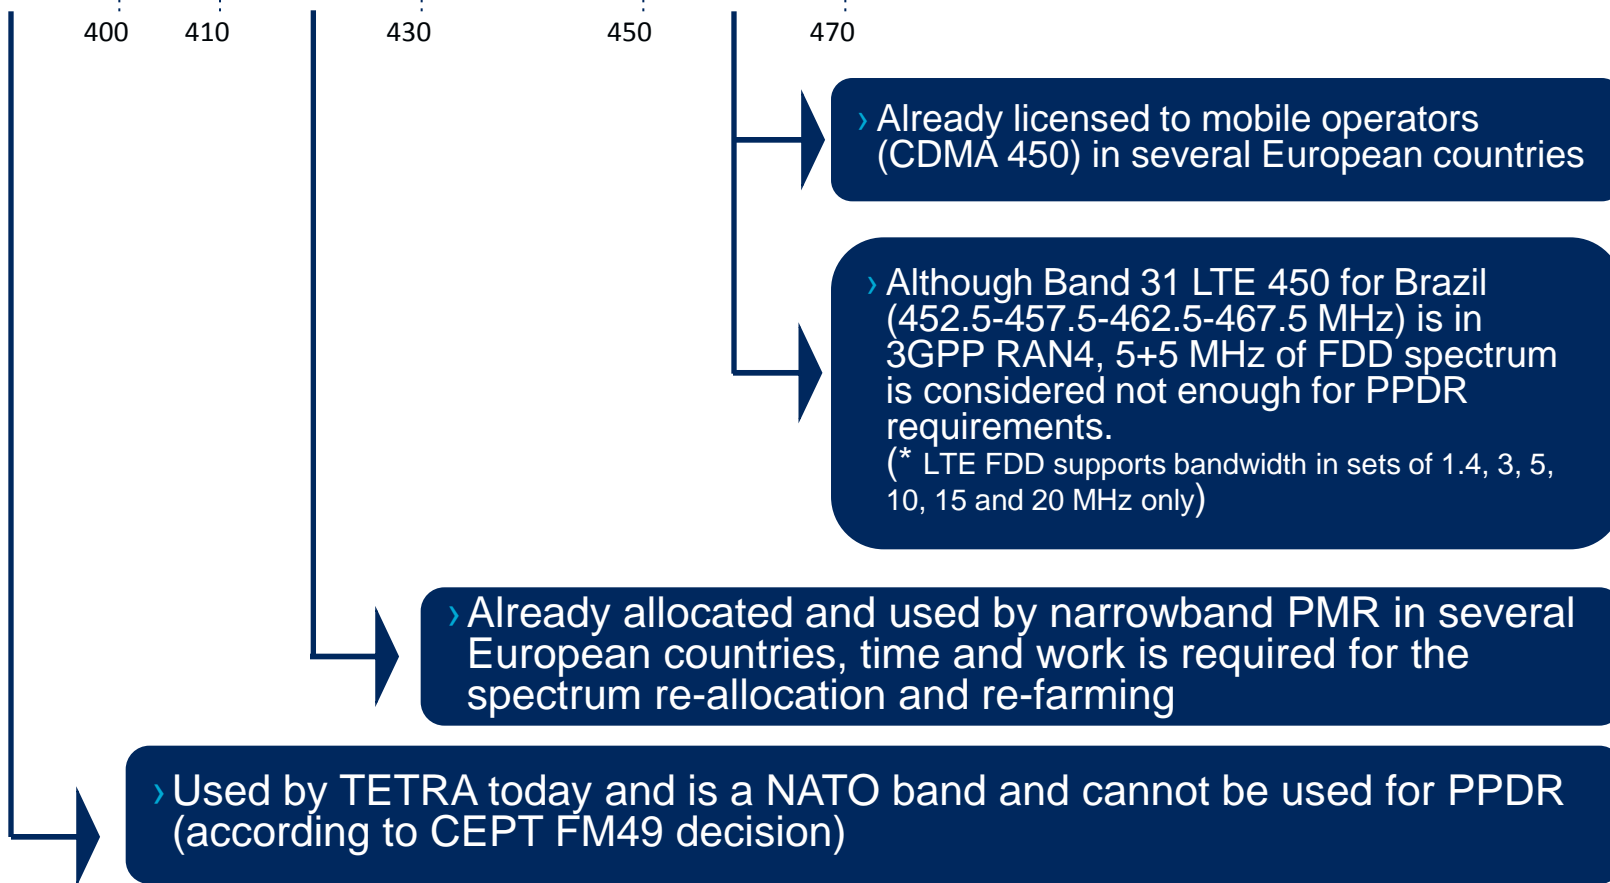 400 410 430 450 470
› Already licensed to mobile operators
(CDMA 450) in several European countries
› Although Band 31 LTE 450 for Brazil
(452.5-457.5-462.5-467.5 MHz) is in
3GPP RAN4, 5+5 MHz of FDD spectrum
is considered not enough for PPDR
requirements.
(* LTE FDD supports bandwidth in sets of 1.4, 3, 5,
10, 15 and 20 MHz only)
› Already allocated and used by narrowband PMR in several
European countries, time and work is required for the
spectrum re-allocation and re-farming
› Used by TETRA today and is a NATO band and cannot be used for PPDR
(according to CEPT FM49 decision)